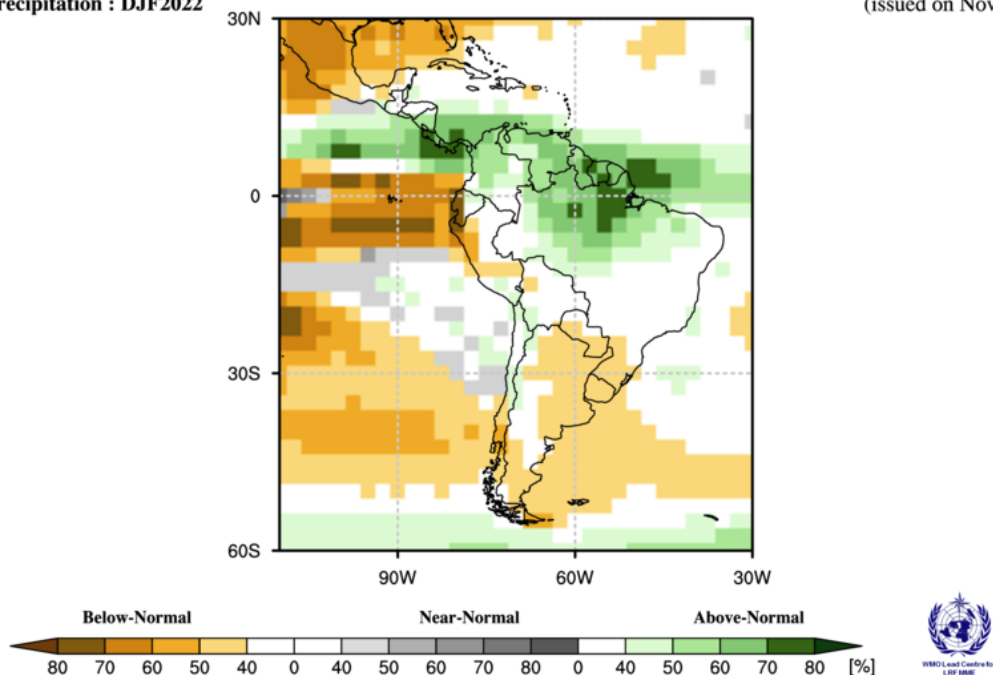 recipitation : DJF2022
(issued on Nov
30N
0
30S
60S
90W 60W 30W
Below-Normal Near-Normal Above-Normal
80 70 60 50 40 0 40 50 60 70 80 0 40 50 60 70 80 [%]
WMO Lead Centre fo
LRFMME